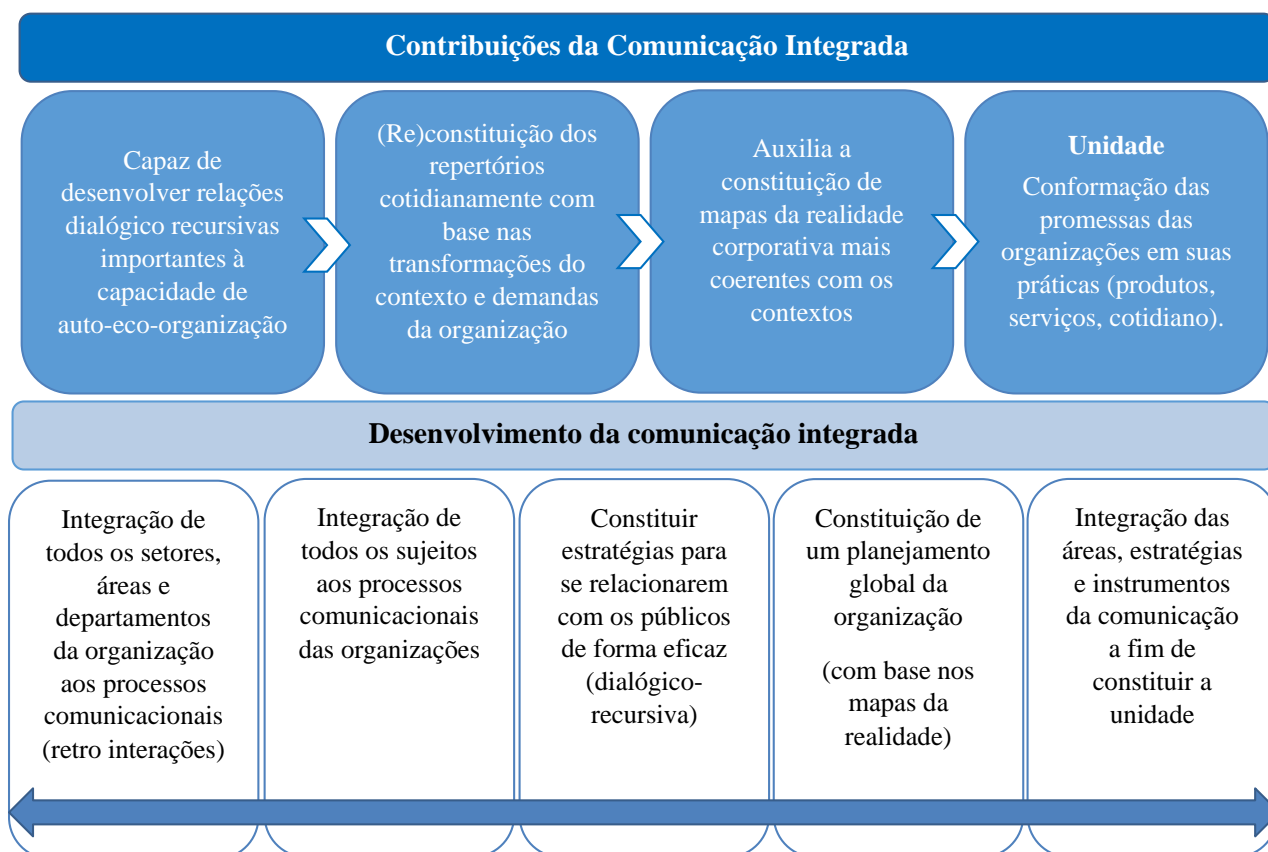 Contribuições da Comunicação Integrada
Capaz de
desenvolver relações
dialógico recursivas
importantes à
capacidade de
auto-eco-organização
(Re)constituição dos
repertórios
cotidianamente com
base nas
transformações do
contexto e demandas
da organização
Auxilia a
constituição de
mapas da realidade
corporativa mais
coerentes com os
contextos
Unidade
Conformação das
promessas das
organizações em suas
práticas (produtos,
serviços, cotidiano).
Desenvolvimento da comunicação integrada
Integração de
todos os setores,
áreas e
departamentos
da organização
aos processos
comunicacionais
(retro interações)
Integração de
todos os sujeitos
aos processos
comunicacionais
das organizações
Constituir
estratégias para
se relacionarem
com os públicos
de forma eficaz
(dialógico-
recursiva)
Constituição de
um planejamento
global da
organização
(com base nos
mapas da
realidade)
Integração das
áreas, estratégias
e instrumentos
da comunicação
a fim de
constituir a
unidade